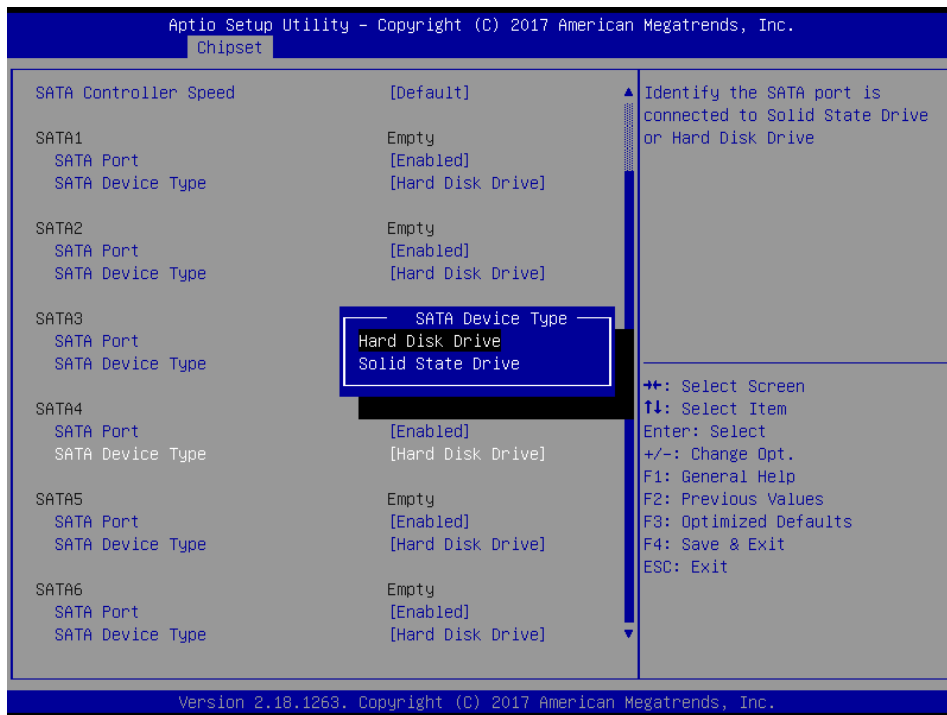 Aptio Setup Utility – Copyright (C) 2017 American Megatrends, Inc.
Chipset
SATA Controller Speed [Default]
SATA1 Empty
SATA Port [Enabled]
SATA Device Type [Hard Disk Drive]
SATA2 Empty
SATA Port [Enabled]
SATA Device Type [Hard Disk Drive]
SATA3
SATA Port
SATA Device Type
SATA Device Type
Hard Disk Drive
Solid State Drive
SATA4
SATA Port [Enabled]
SATA Device Type [Hard Disk Drive]
SATA5 Empty
SATA Port [Enabled]
SATA Device Type [Hard Disk Drive]
SATA6 Empty
SATA Port [Enabled]
SATA Device Type [Hard Disk Drive]
Identify the SATA port is
connected to Solid State Drive
or Hard Disk Drive
→←: Select Screen
↑↓: Select Item
Enter: Select
+/-: Change Opt.
F1: General Help
F2: Previous Values
F3: Optimized Defaults
F4: Save & Exit
ESC: Exit
Version 2.18.1263. Copyright (C) 2017 American Megatrends, Inc.